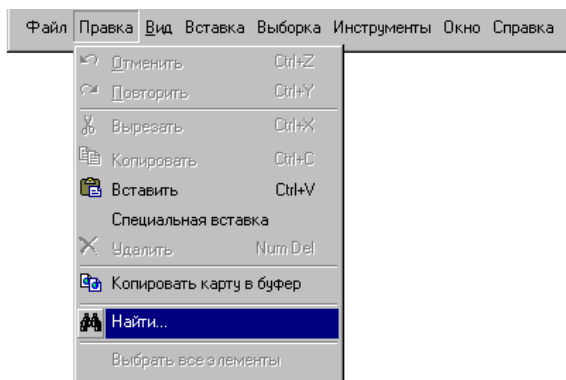 Файл Правка Вид Вставка Выборка Инструменты Окно Справка
Отменить Ctrl+Z
Повторить Ctrl+Y
Вырезать Ctrl+X
Копировать Ctrl+C
Вставить Ctrl+V
Специальная вставка
Удалить Num Del
Копировать карту в буфер
Найти...
Выбрать все элементы